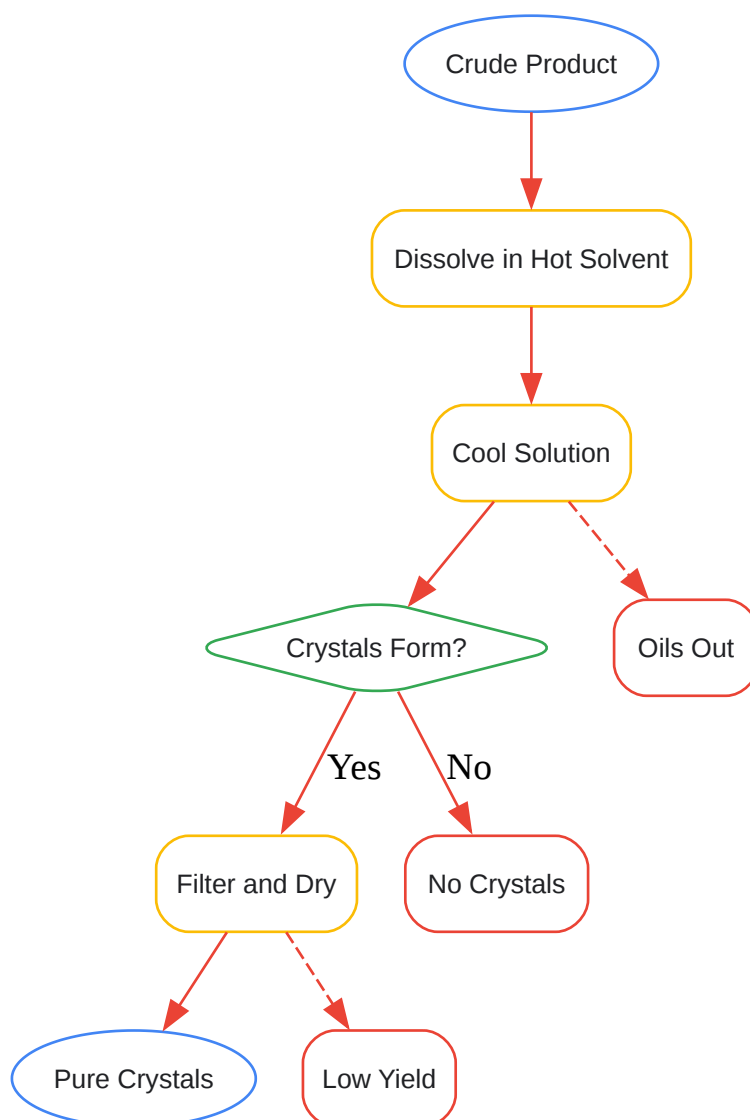 Crude Product
Dissolve in Hot Solvent
Cool Solution
Crystals Form?
Oils Out
Yes
No
Filter and Dry
No Crystals
Pure Crystals
Low Yield